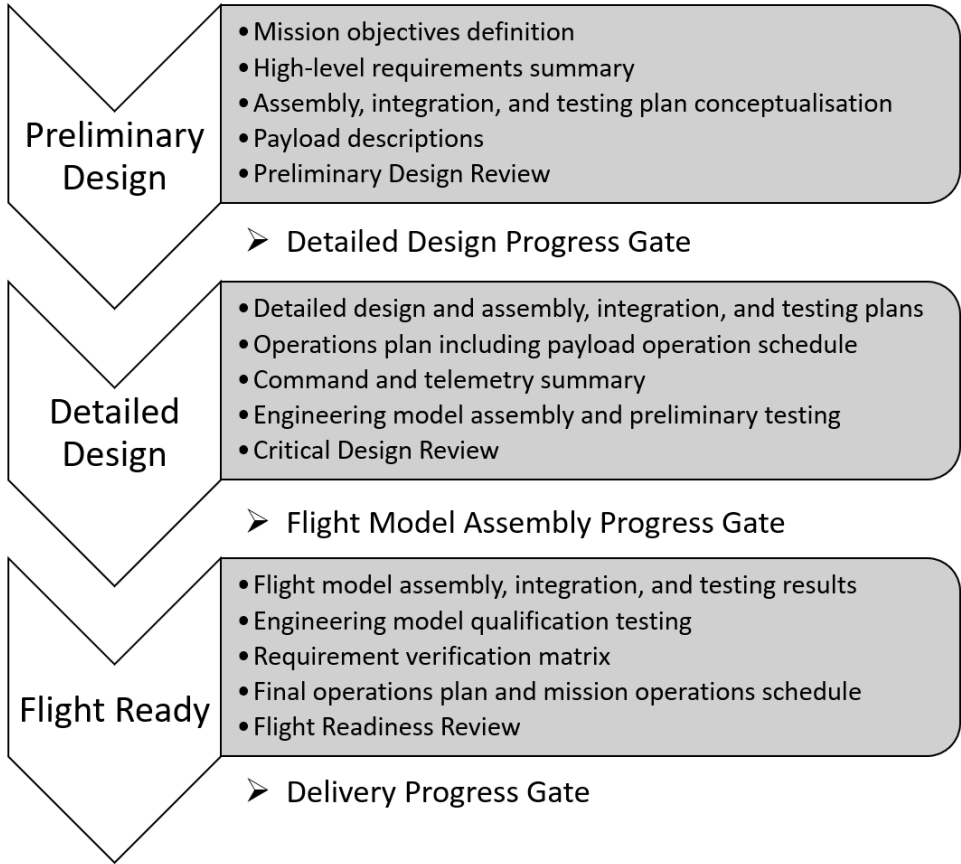 Preliminary
Design
• Mission objectives definition
• High-level requirements summary
• Assembly, integration, and testing plan conceptualisation
• Payload descriptions
• Preliminary Design Review
➢ Detailed Design Progress Gate
Detailed
Design
• Detailed design and assembly, integration, and testing plans
• Operations plan including payload operation schedule
• Command and telemetry summary
• Engineering model assembly and preliminary testing
• Critical Design Review
➢ Flight Model Assembly Progress Gate
Flight Ready
• Flight model assembly, integration, and testing results
• Engineering model qualification testing
• Requirement verification matrix
• Final operations plan and mission operations schedule
• Flight Readiness Review
➢ Delivery Progress Gate